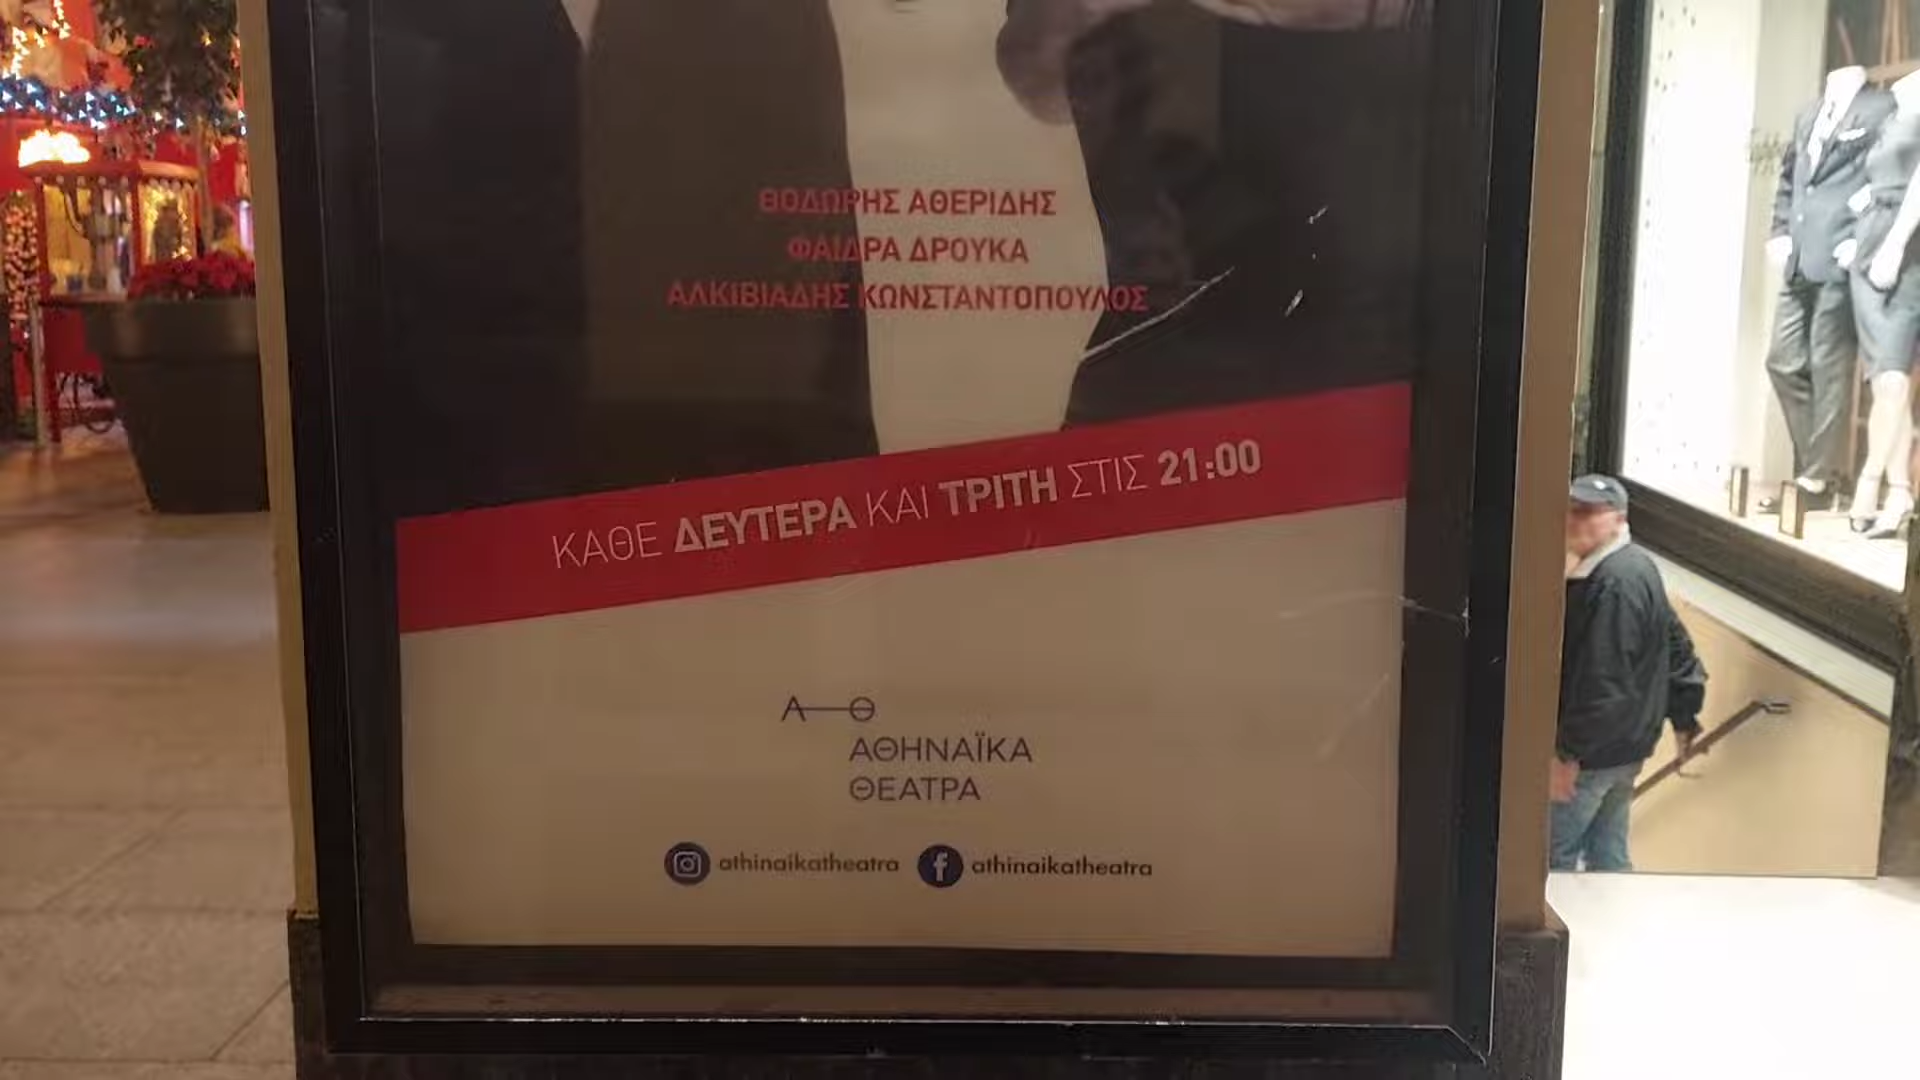 ΘΟΔΩΡΗΣ ΑΘΕΡΙΔΗΣ
ΦΑΙΔΡΑ ΔΡΟΥΚΑ
ΑΛΚΙΒΙΑΔΗΣ ΚΩΝΣΤΑΝΤΟΠΟΥΛΟΣ
ΚΑΘΕ ΔΕΥΤΕΡΑ ΚΑΙ ΤΡΙΤΗ ΣΤΙΣ 21:00
Α—Θ
ΑΘΗΝΑΪΚΑ
ΘΕΑΤΡΑ
athinaikatheatra athinaikatheatra